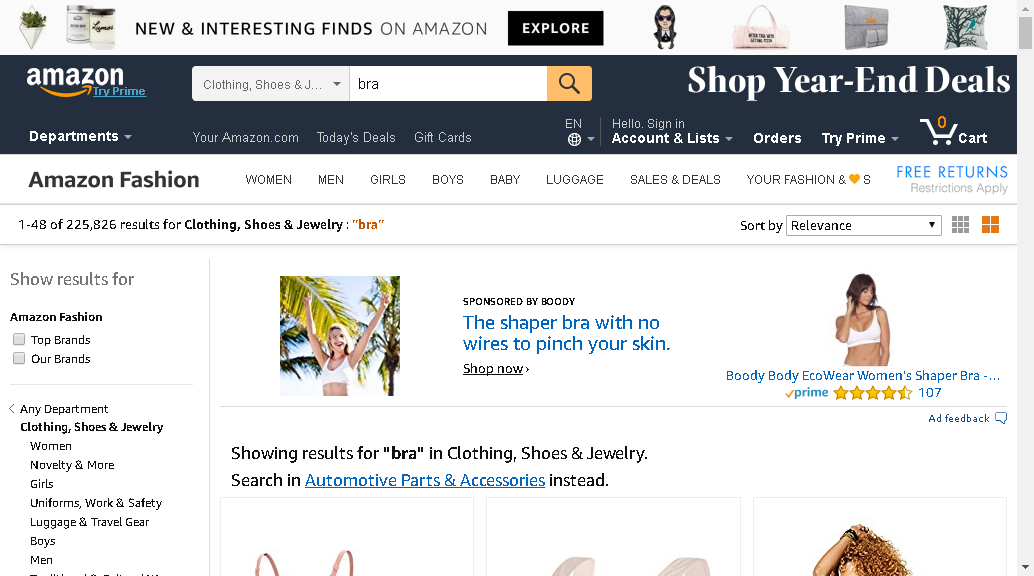 NEW & INTERESTING FINDS ON AMAZON EXPLORE
amazon
Try Prime
Clothing, Shoes & J... bra
Shop Year-End Deals
Departments
Your Amazon.com Today's Deals Gift Cards
EN
Hello. Sign in
Account & Lists
Orders
Try Prime
0
Cart
Amazon Fashion
WOMEN MEN GIRLS BOYS BABY LUGGAGE SALES & DEALS YOUR FASHION & S
FREE RETURNS
Restrictions Apply
1-48 of 225,826 results for Clothing, Shoes & Jewelry : "bra"
Sort by Relevance
Show results for
Amazon Fashion
Top Brands
Our Brands
Any Department
Clothing, Shoes & Jewelry
Women
Novelty & More
Girls
Uniforms, Work & Safety
Luggage & Travel Gear
Boys
Men
SPONSORED BY BOODY
The shaper bra with no
wires to pinch your skin.
Shop now ›
Boody Body EcoWear Women's Shaper Bra -...
prime 107
Ad feedback
Showing results for "bra" in Clothing, Shoes & Jewelry.
Search in Automotive Parts & Accessories instead.